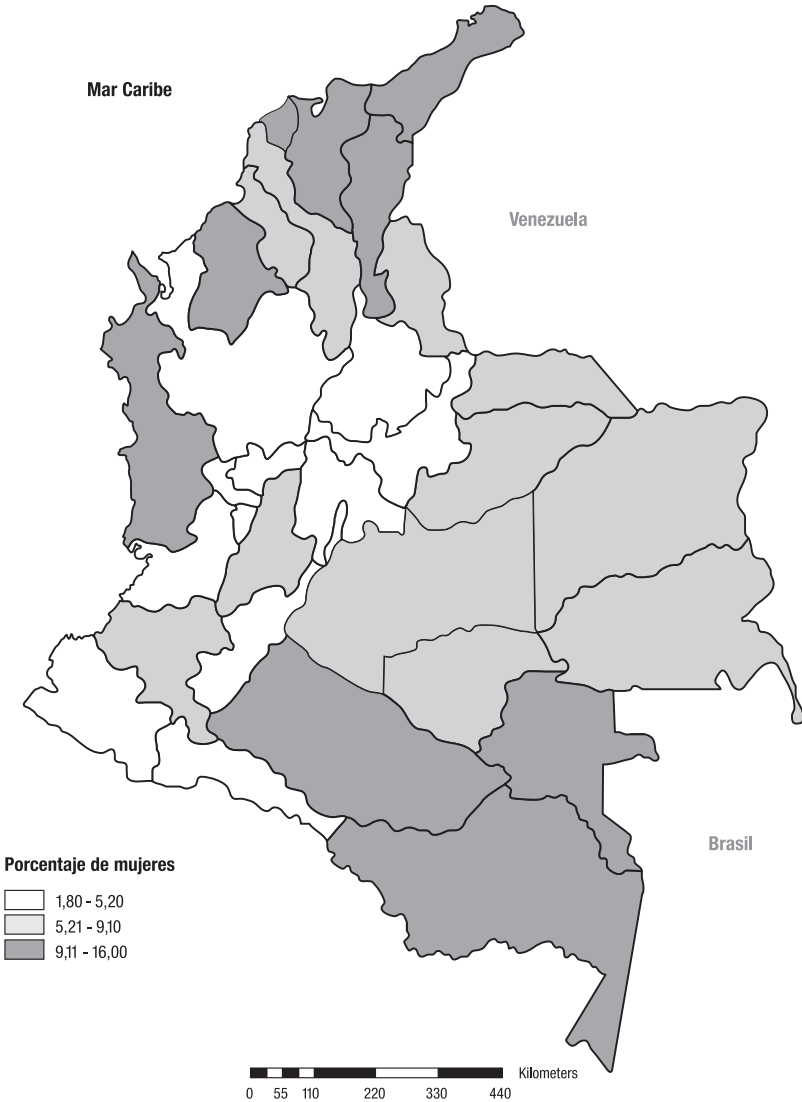 Mar Caribe
Venezuela
Brasil
Porcentaje de mujeres
1,80 - 5,20
5,21 - 9,10
9,11 - 16,00
Kilometers
0 55 110 220 330 440